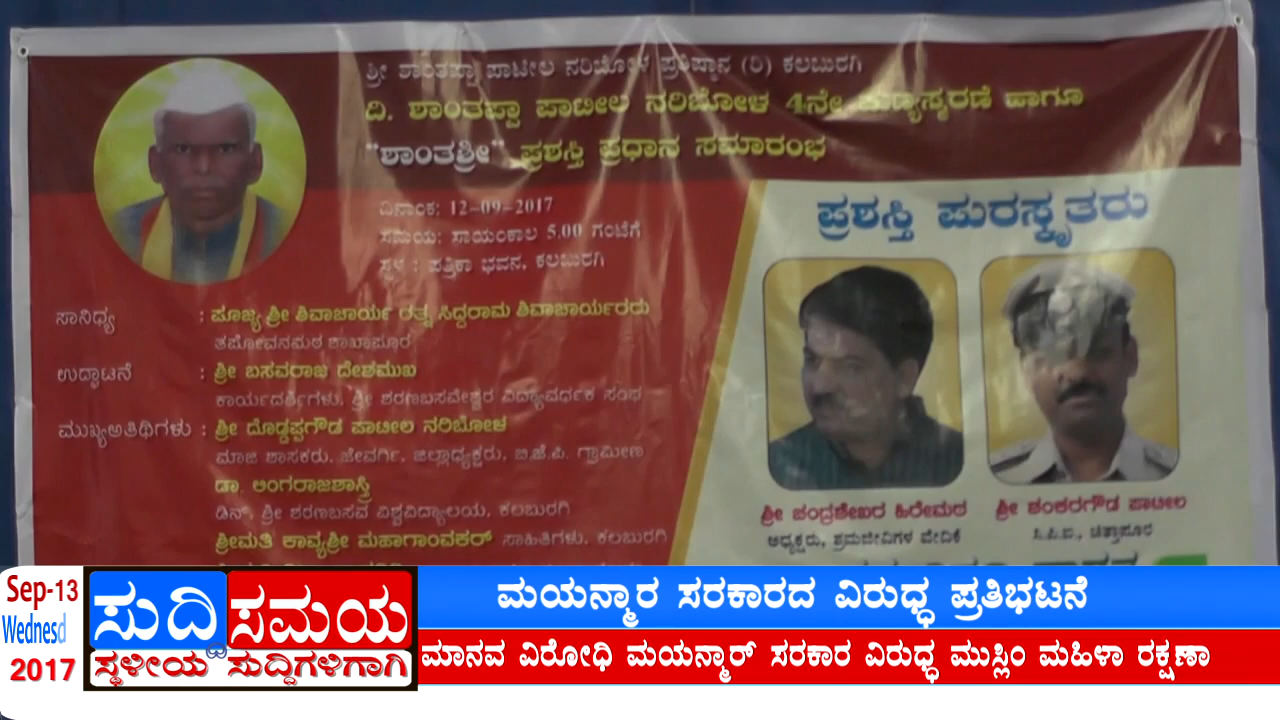 ಶ್ರೀ ಶಾಂತಪ್ಪಾ ಪಾಟೀಲ ನರಿಬೋಳ ಪ್ರತಿಷ್ಠಾನ (ರಿ) ಕಲಬುರಗಿ
ದಿ. ಶಾಂತಪ್ಪಾ ಪಾಟೀಲ ನರಿಬೋಳ 4ನೇ ಪುಣ್ಯಸ್ಮರಣೆ ಹಾಗೂ
"ಶಾಂತಶ್ರೀ" ಪ್ರಶಸ್ತಿ ಪ್ರಧಾನ ಸಮಾರಂಭ
ದಿನಾಂಕ: 12-09-2017
ಸಮಯ: ಸಾಯಂಕಾಲ 5.00 ಗಂಟೆಗೆ
ಸ್ಥಳ : ಪತ್ರಿಕಾ ಭವನ, ಕಲಬುರಗಿ
ಸಾನಿಧ್ಯ : ಪೂಜ್ಯ ಶ್ರೀ ಶಿವಾಚಾರ್ಯ ರತ್ನ ಸಿದ್ದರಾಮ ಶಿವಾಚಾರ್ಯರರು
ತಪೋವನಮಠ ಶಾಖಾಪೂರ
ಉದ್ಘಾಟನೆ : ಶ್ರೀ ಬಸವರಾಜ ದೇಶಮುಖ
ಕಾರ್ಯದರ್ಶಿಗಳು, ಶ್ರೀ ಶರಣಬಸವೇಶ್ವರ ವಿದ್ಯಾವರ್ಧಕ ಸಂಘ
ಮುಖ್ಯಅತಿಥಿಗಳು : ಶ್ರೀ ದೊಡ್ಡಪ್ಪಗೌಡ ಪಾಟೀಲ ನರಿಬೋಳ
ಮಾಜಿ ಶಾಸಕರು, ಜೇವರ್ಗಿ, ಜಿಲ್ಲಾಧ್ಯಕ್ಷರು, ಬಿ.ಜೆ.ಪಿ. ಗ್ರಾಮೀಣ
ಡಾ. ಲಿಂಗರಾಜಶಾಸ್ತ್ರಿ
ಡಿನ್, ಶ್ರೀ ಶರಣಬಸವ ವಿಶ್ವವಿದ್ಯಾಲಯ, ಕಲಬುರಗಿ
ಶ್ರೀಮತಿ ಕಾವ್ಯಶ್ರೀ ಮಹಾಗಾಂವಕರ್ ಸಾಹಿತಿಗಳು, ಕಲಬುರಗಿ
ಪ್ರಶಸ್ತಿ ಪುರಸ್ಕೃತರು
ಶ್ರೀ ಚಂದ್ರಶೇಖರ ಹಿರೇಮಠ
ಅಧ್ಯಕ್ಷರು, ಶ್ರಮಜೀವಿಗಳ ವೇದಿಕೆ
ಶ್ರೀ ಶಂಕರಗೌಡ ಪಾಟೀಲ
ಸಿ.ಪಿ.ಐ., ಚಿತ್ತಾಪೂರ
Sep-13
Wednesd
2017
ಸುದ್ದಿ ಸಮಯ
ಸ್ಥಳೀಯ ಸುದ್ದಿಗಳಿಗಾಗಿ
ಮಯನ್ಮಾರ ಸರಕಾರದ ವಿರುಧ್ಧ ಪ್ರತಿಭಟನೆ
ಮಾನವ ವಿರೋಧಿ ಮಯನ್ಮಾರ್ ಸರಕಾರ ವಿರುಧ್ಧ ಮುಸ್ಲಿಂ ಮಹಿಳಾ ರಕ್ಷಣಾ